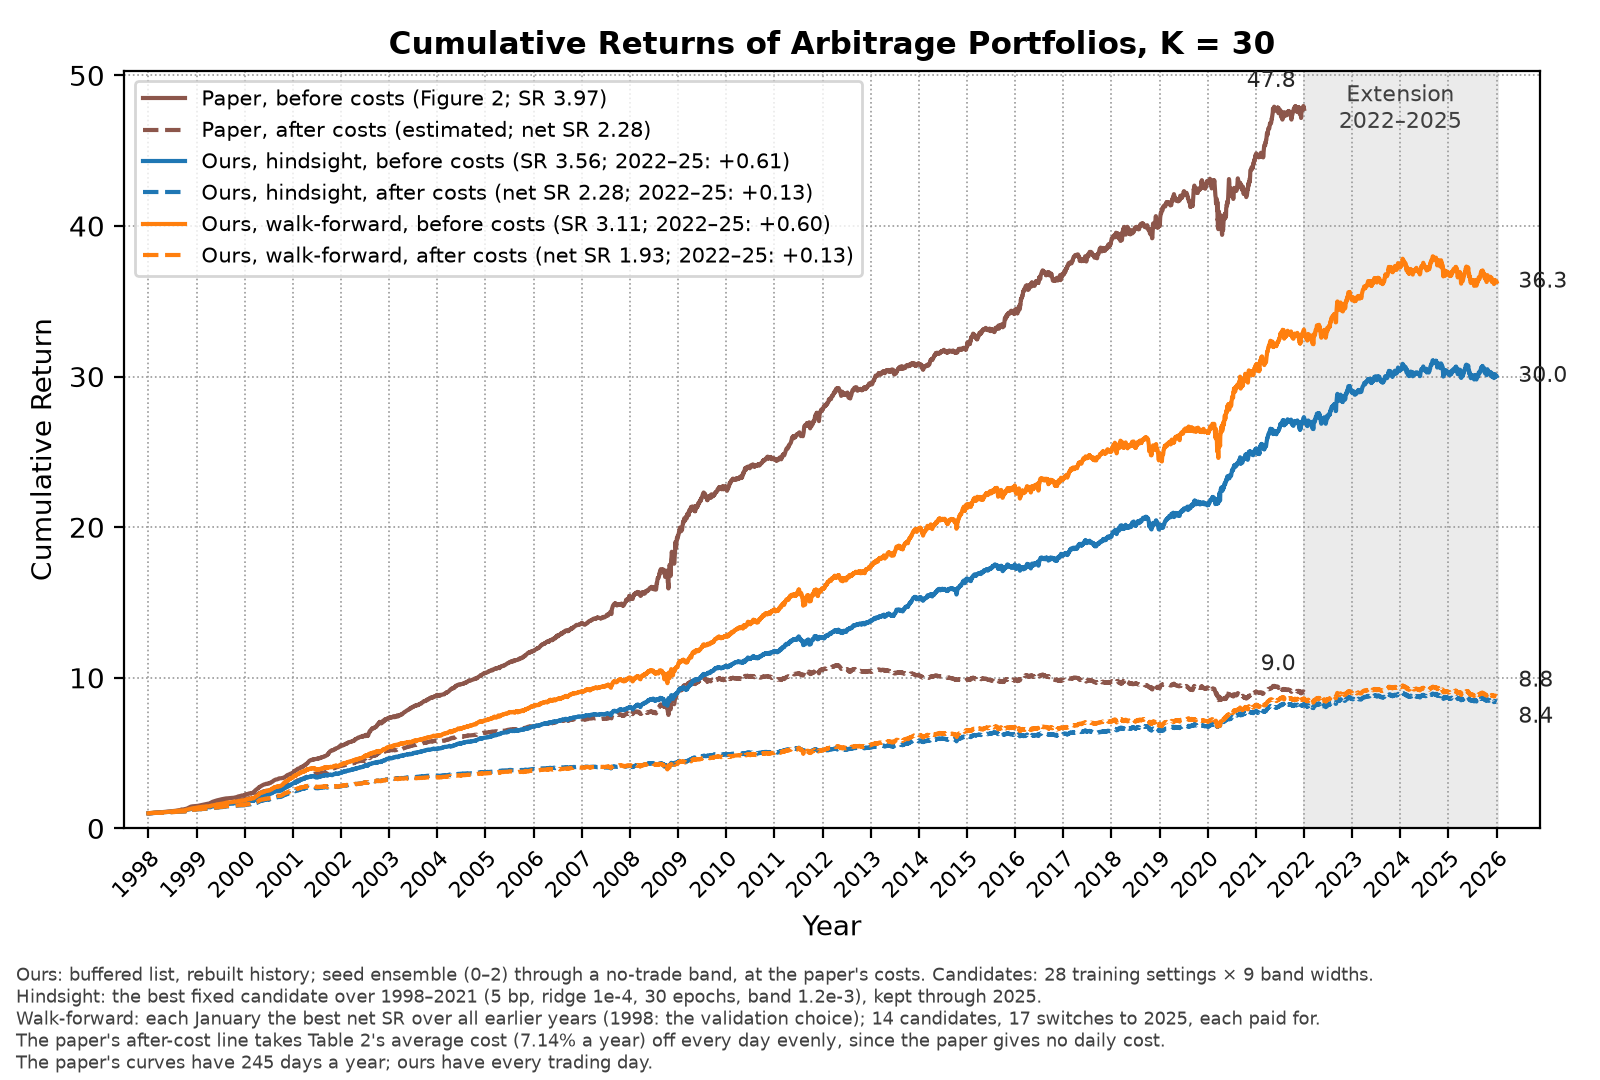 Cumulative Returns of Arbitrage Portfolios, K = 30
Cumulative Return
50
40
30
20
10
0
Paper, before costs (Figure 2; SR 3.97)
Paper, after costs (estimated; net SR 2.28)
Ours, hindsight, before costs (SR 3.56; 2022–25: +0.61)
Ours, hindsight, after costs (net SR 2.28; 2022–25: +0.13)
Ours, walk-forward, before costs (SR 3.11; 2022–25: +0.60)
Ours, walk-forward, after costs (net SR 1.93; 2022–25: +0.13)
47.8
Extension
2022–2025
36.3
30.0
9.0
8.8
8.4
1998
1999
2000
2001
2002
2003
2004
2005
2006
2007
2008
2009
2010
2011
2012
2013
2014
2015
2016
2017
2018
2019
2020
2021
2022
2023
2024
2025
2026
Year
Ours: buffered list, rebuilt history; seed ensemble (0–2) through a no-trade band, at the paper's costs. Candidates: 28 training settings × 9 band widths.
Hindsight: the best fixed candidate over 1998–2021 (5 bp, ridge 1e-4, 30 epochs, band 1.2e-3), kept through 2025.
Walk-forward: each January the best net SR over all earlier years (1998: the validation choice); 14 candidates, 17 switches to 2025, each paid for.
The paper's after-cost line takes Table 2's average cost (7.14% a year) off every day evenly, since the paper gives no daily cost.
The paper's curves have 245 days a year; ours have every trading day.